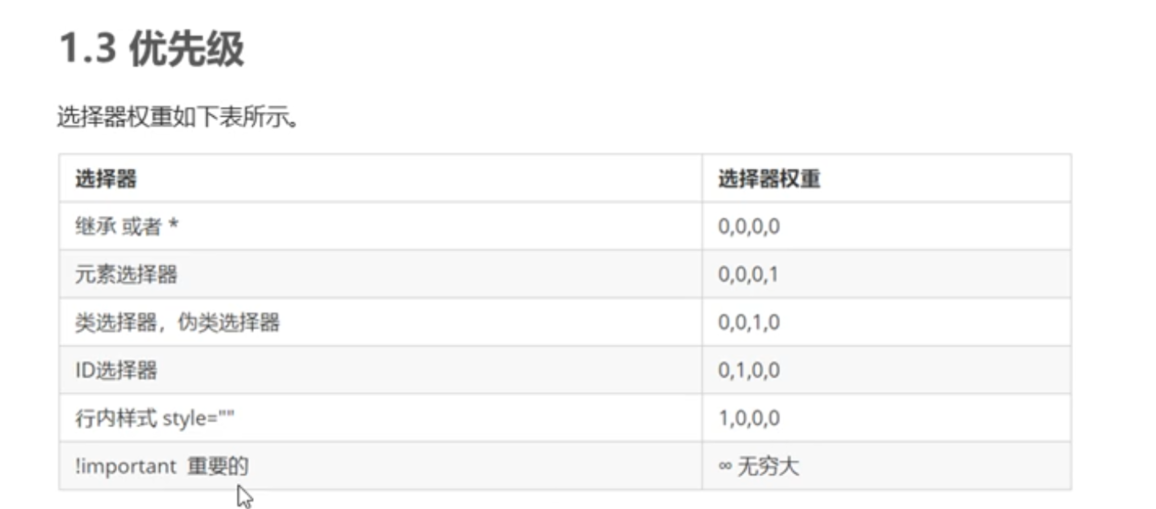 1.3 优先级
选择器权重如下表所示。
选择器 选择器权重
继承 或者 * 0,0,0,0
元素选择器 0,0,0,1
类选择器，伪类选择器 0,0,1,0
ID选择器 0,1,0,0
行内样式 style="" 1,0,0,0
!important 重要的 ∞ 无穷大